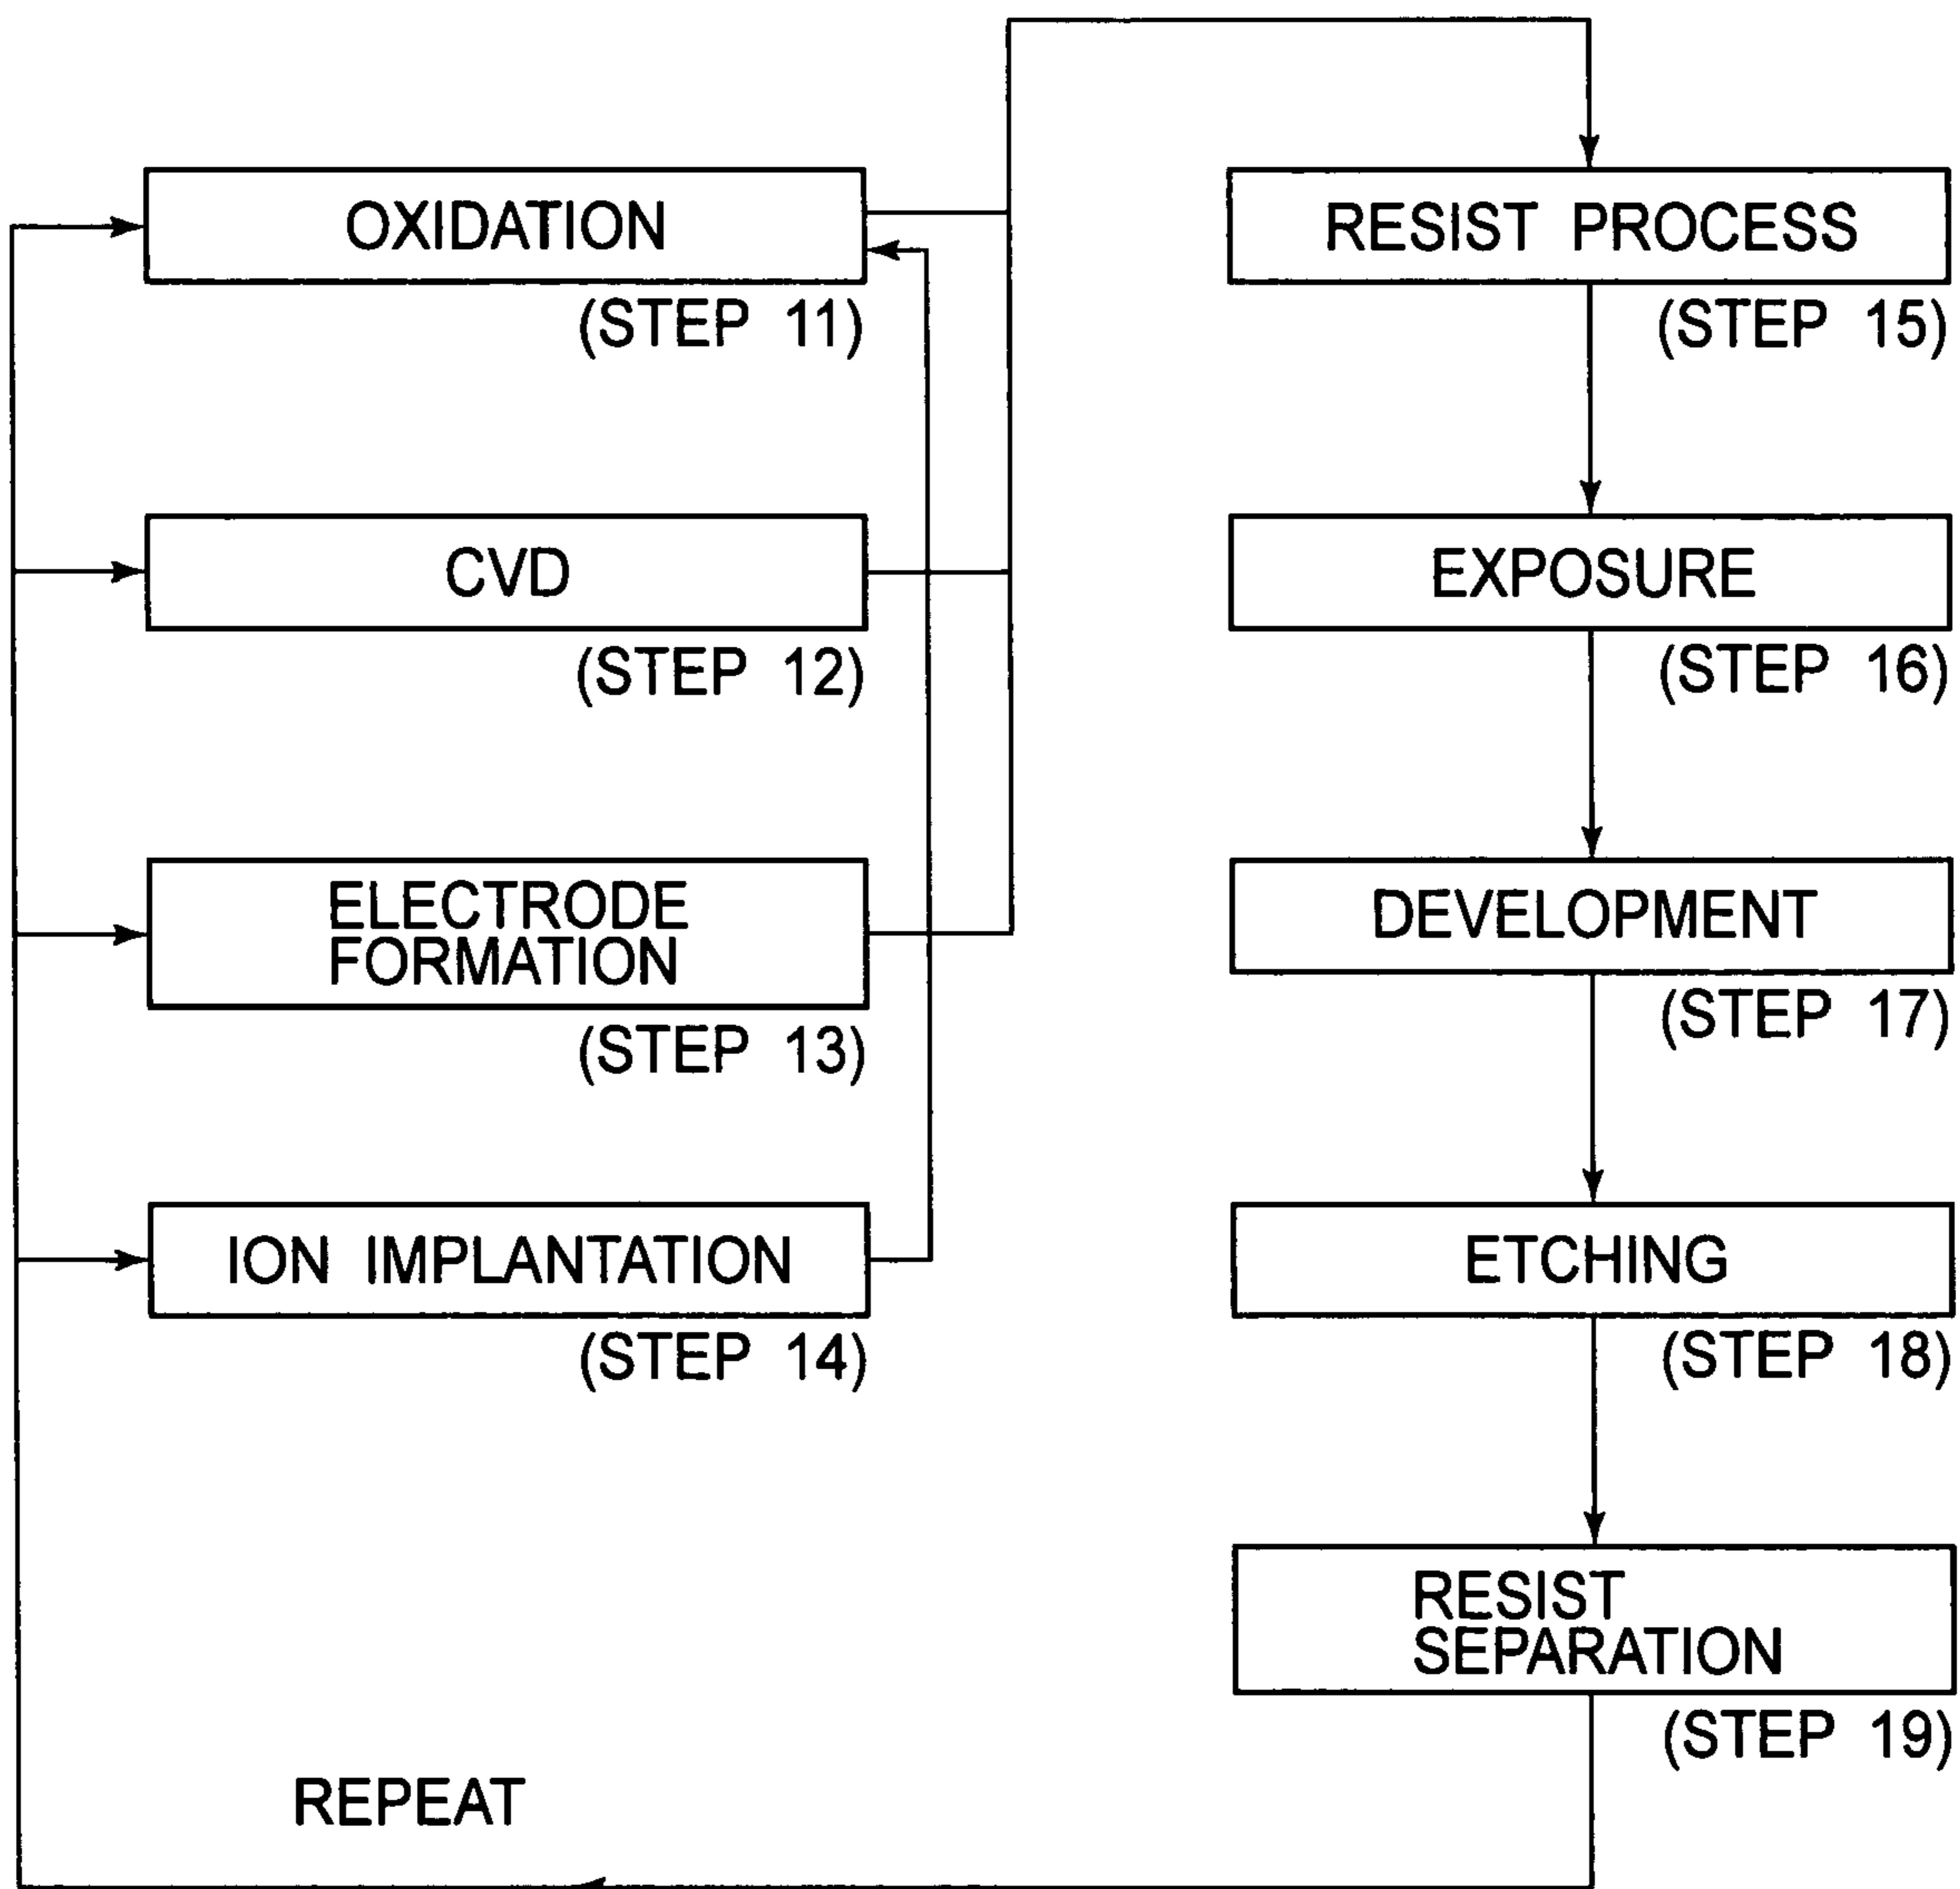 OXIDATION
(STEP 11)
CVD
(STEP 12)
ELECTRODE
FORMATION
(STEP 13)
ION IMPLANTATION
(STEP 14)
REPEAT
RESIST PROCESS
(STEP 15)
EXPOSURE
(STEP 16)
DEVELOPMENT
(STEP 17)
ETCHING
(STEP 18)
RESIST
SEPARATION
(STEP 19)